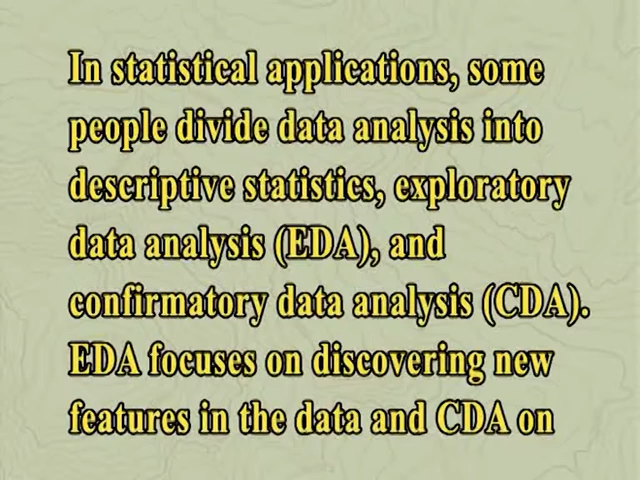 In statistical applications, some
people divide data analysis into
descriptive statistics, exploratory
data analysis (EDA), and
confirmatory data analysis (CDA).
EDA focuses on discovering new
features in the data and CDA on